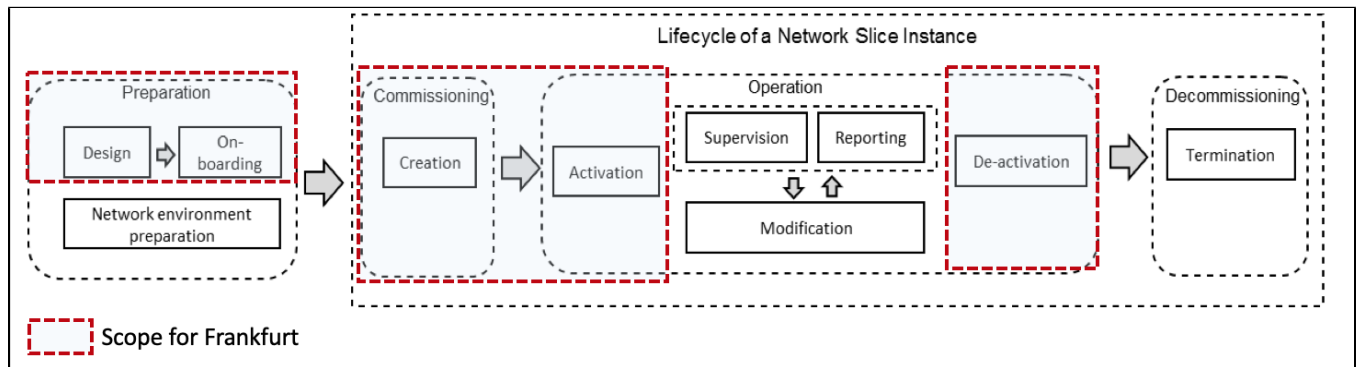 Lifecycle of a Network Slice Instance
Preparation
Design
On-
boarding
Network environment
preparation
Commissioning
Creation
Activation
Operation
Supervision
Reporting
Modification
De-activation
Decommissioning
Termination
Scope for Frankfurt